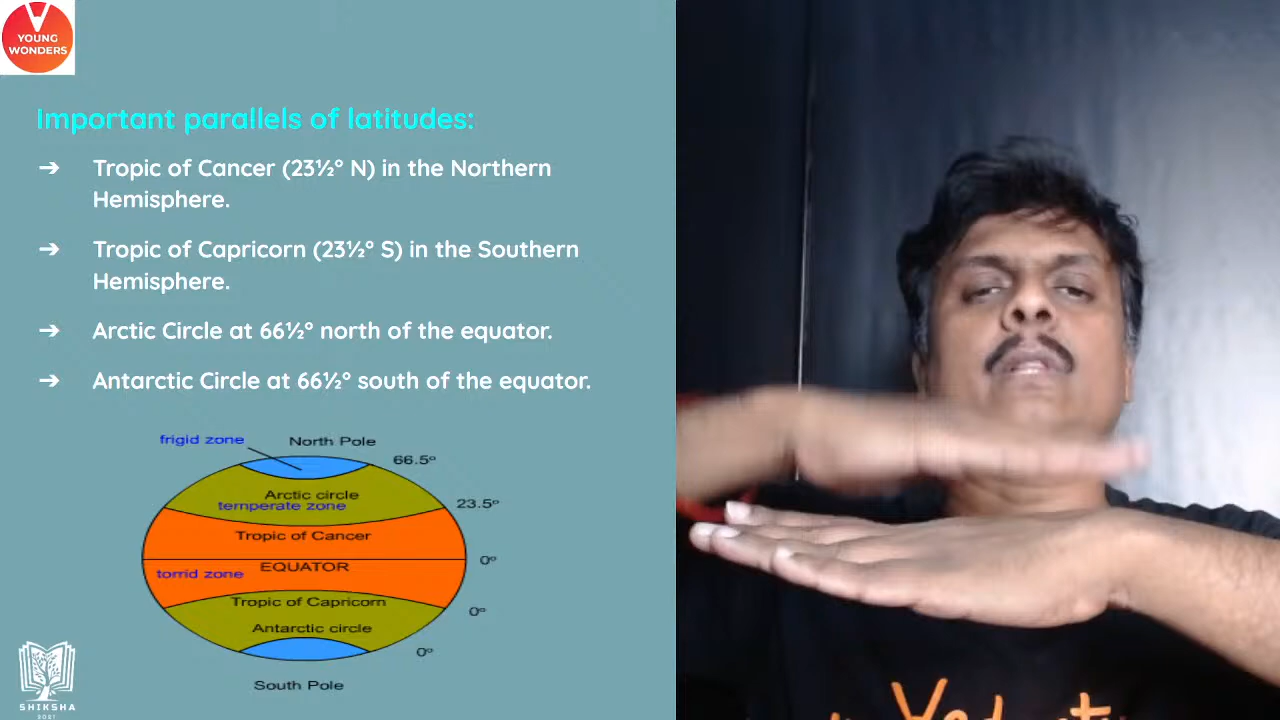 YOUNG
WONDERS
Important parallels of latitudes:
➔ Tropic of Cancer (23½° N) in the Northern
Hemisphere.
➔ Tropic of Capricorn (23½° S) in the Southern
Hemisphere.
➔ Arctic Circle at 66½° north of the equator.
➔ Antarctic Circle at 66½° south of the equator.
frigid zone
North Pole
66.5°
Arctic circle
temperate zone
23.5°
Tropic of Cancer
EQUATOR
0°
torrid zone
Tropic of Capricorn
0°
Antarctic circle
0°
South Pole
SHIKSHA